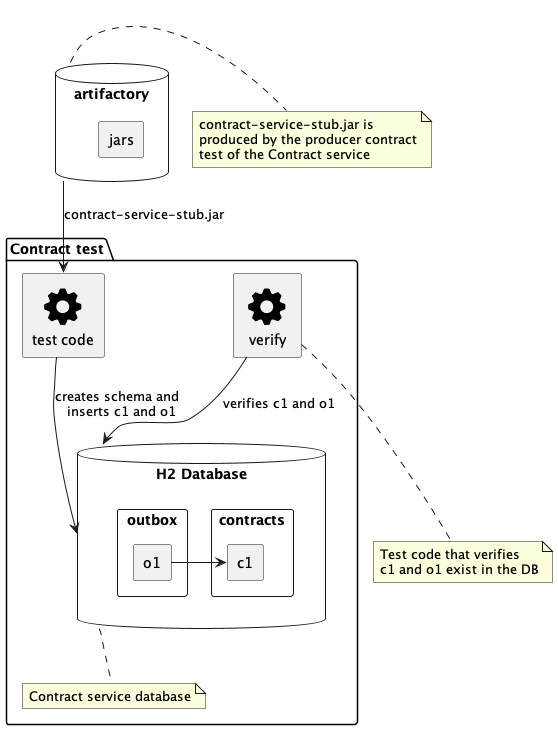 artifactory
jars
contract-service-stub.jar is
produced by the producer contract
test of the Contract service
contract-service-stub.jar
Contract test
test code
verify
creates schema and
inserts c1 and o1
verifies c1 and o1
H2 Database
outbox
contracts
o1
c1
Test code that verifies
c1 and o1 exist in the DB
Contract service database